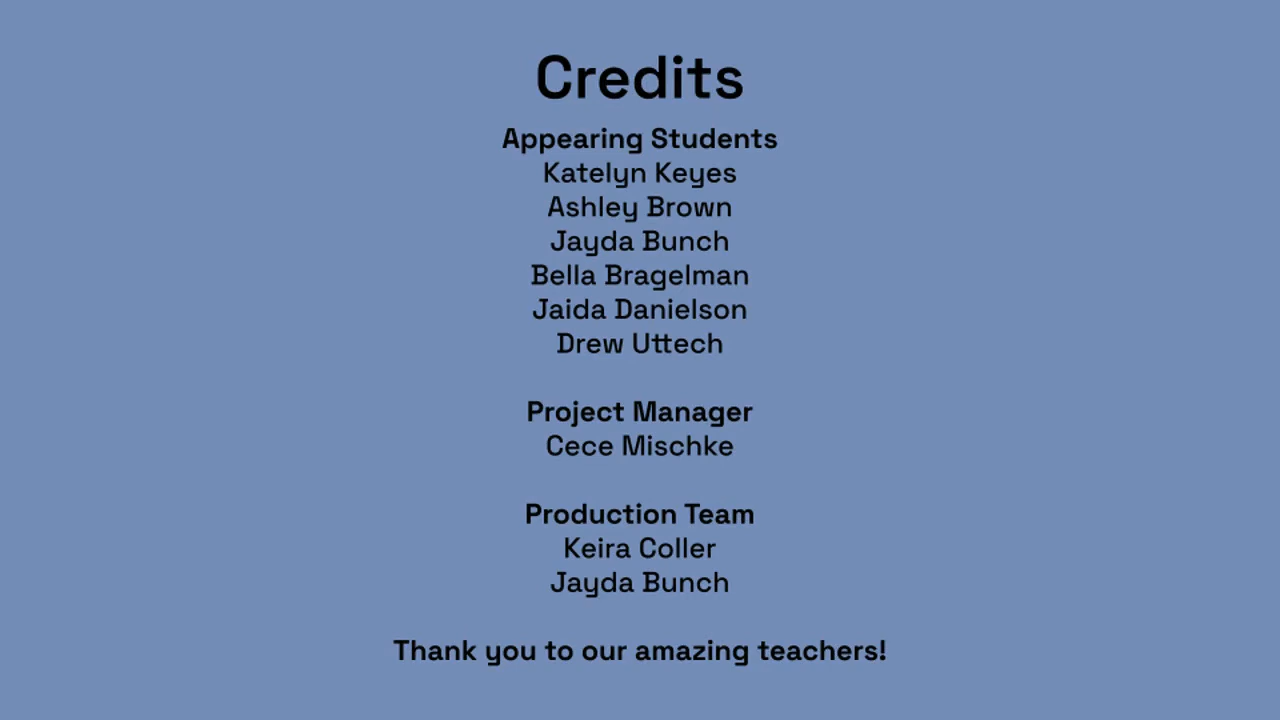 Credits
Appearing Students
Katelyn Keyes
Ashley Brown
Jayda Bunch
Bella Bragelman
Jaida Danielson
Drew Uttech
Project Manager
Cece Mischke
Production Team
Keira Coller
Jayda Bunch
Thank you to our amazing teachers!